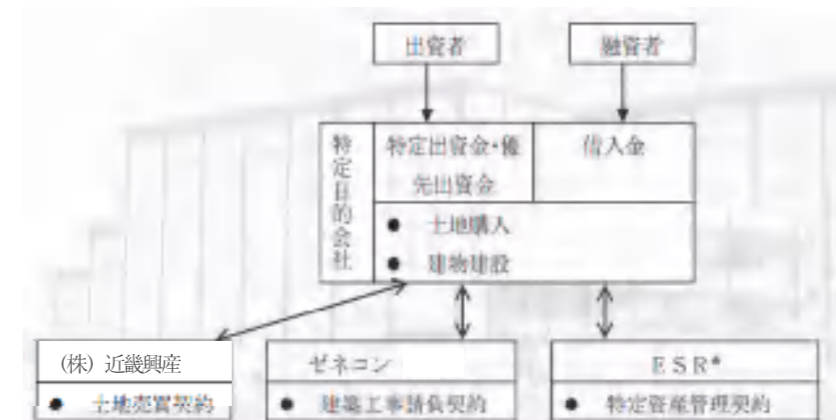 出資者
融資者
特定目的会社
特定出資金・優
先出資金
借入金
● 土地購入
● 建物建設
(株) 近畿興産
● 土地売買契約
ゼネコン
● 建築工事請負契約
ESR*
● 特定資産管理契約